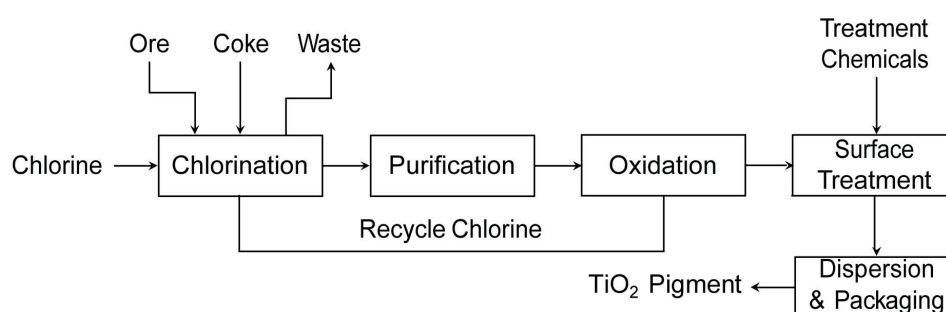 Treatment
Chemicals
Ore
Coke
Waste
Chlorine
Chlorination
Purification
Oxidation
Surface
Treatment
Recycle Chlorine
Dispersion
& Packaging
TiO₂ Pigment